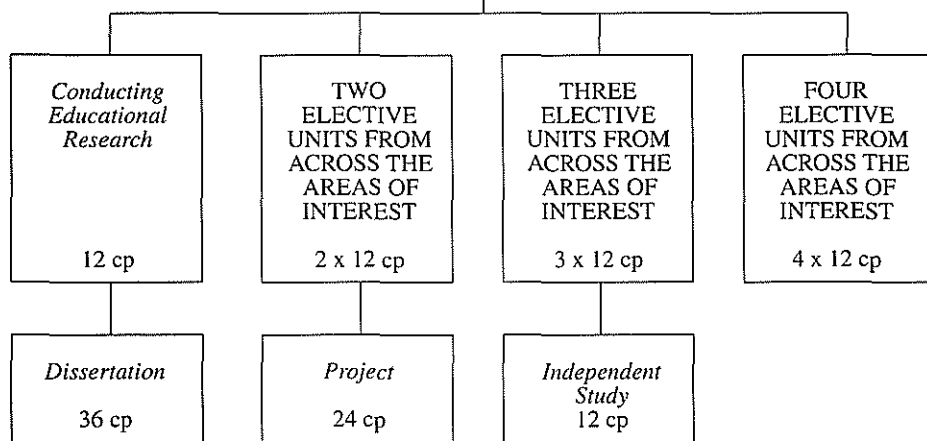 Conducting
Educational
Research
12 cp
TWO
ELECTIVE
UNITS FROM
ACROSS THE
AREAS OF
INTEREST
2 x 12 cp
THREE
ELECTIVE
UNITS FROM
ACROSS THE
AREAS OF
INTEREST
3 x 12 cp
FOUR
ELECTIVE
UNITS FROM
ACROSS THE
AREAS OF
INTEREST
4 x 12 cp
Dissertation
36 cp
Project
24 cp
Independent
Study
12 cp